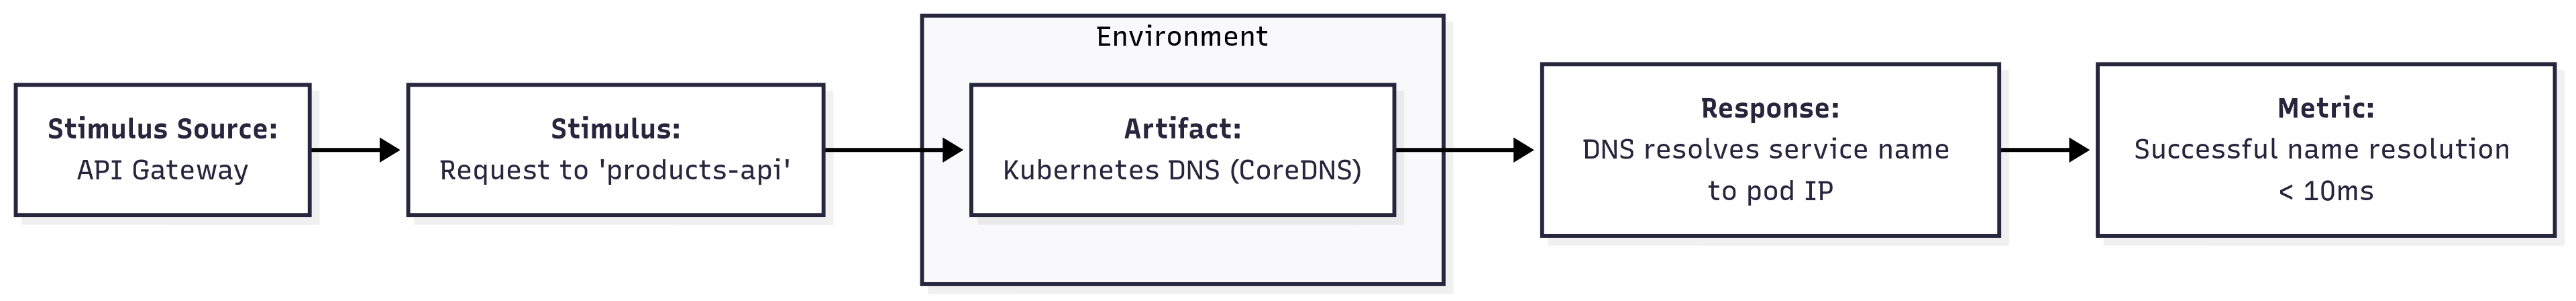 Stimulus Source:
API Gateway
Stimulus:
Request to 'products-api'
Environment
Artifact:
Kubernetes DNS (CoreDNS)
Response:
DNS resolves service name
to pod IP
Metric:
Successful name resolution
< 10ms